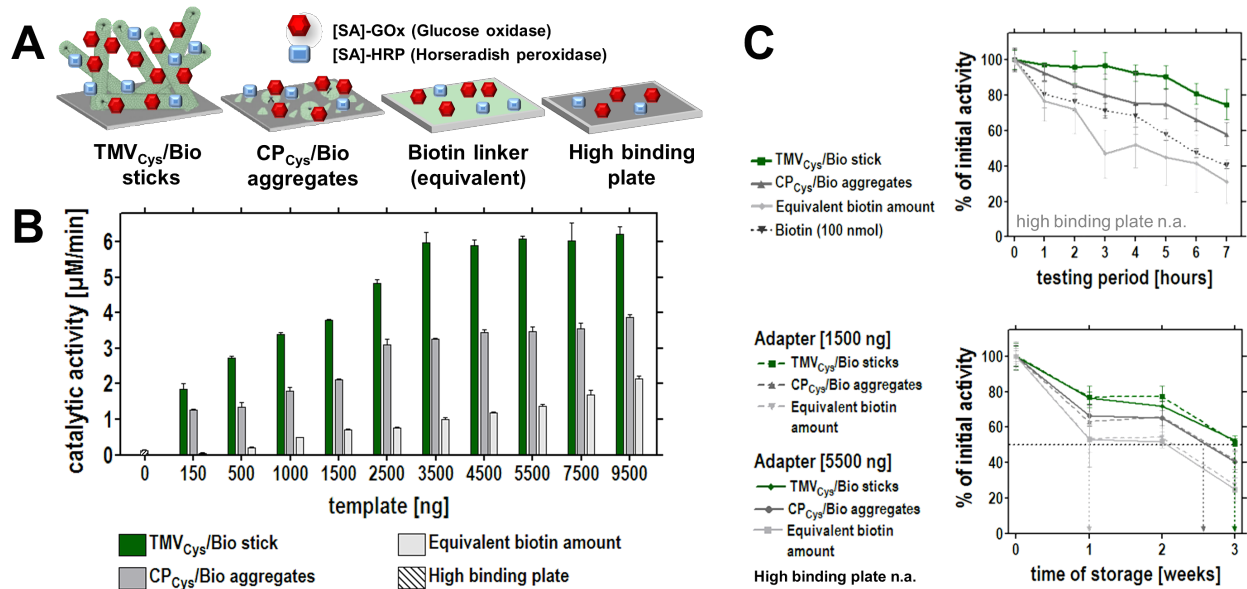 A
[SA]-GOx (Glucose oxidase)
[SA]-HRP (Horseradish peroxidase)
TMVCys/Bio
sticks
CPCys/Bio
aggregates
Biotin linker
(equivalent)
High binding
plate
B
catalytic activity [µM/min]
6
5
4
3
2
1
0
0 150 500 1000 1500 2500 3500 4500 5500 7500 9500
template [ng]
TMVCys/Bio stick
CPCys/Bio aggregates
Equivalent biotin amount
High binding plate
C
TMVCys/Bio stick
CPCys/Bio aggregates
Equivalent biotin amount
Biotin (100 nmol)
% of initial activity
100
80
60
40
20
0
high binding plate n.a.
0 1 2 3 4 5 6 7
testing period [hours]
Adapter [1500 ng]
TMVCys/Bio sticks
CPCys/Bio aggregates
Equivalent biotin
amount
Adapter [5500 ng]
TMVCys/Bio sticks
CPCys/Bio aggregates
Equivalent biotin
amount
High binding plate n.a.
% of initial activity
100
80
60
40
20
0
0 1 2 3
time of storage [weeks]